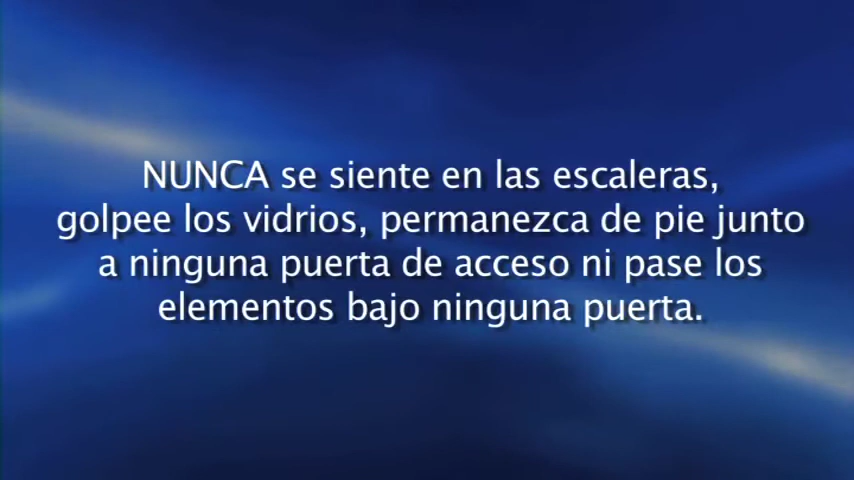 NUNCA se siente en las escaleras,
golpee los vidrios, permanezca de pie junto
a ninguna puerta de acceso ni pase los
elementos bajo ninguna puerta.